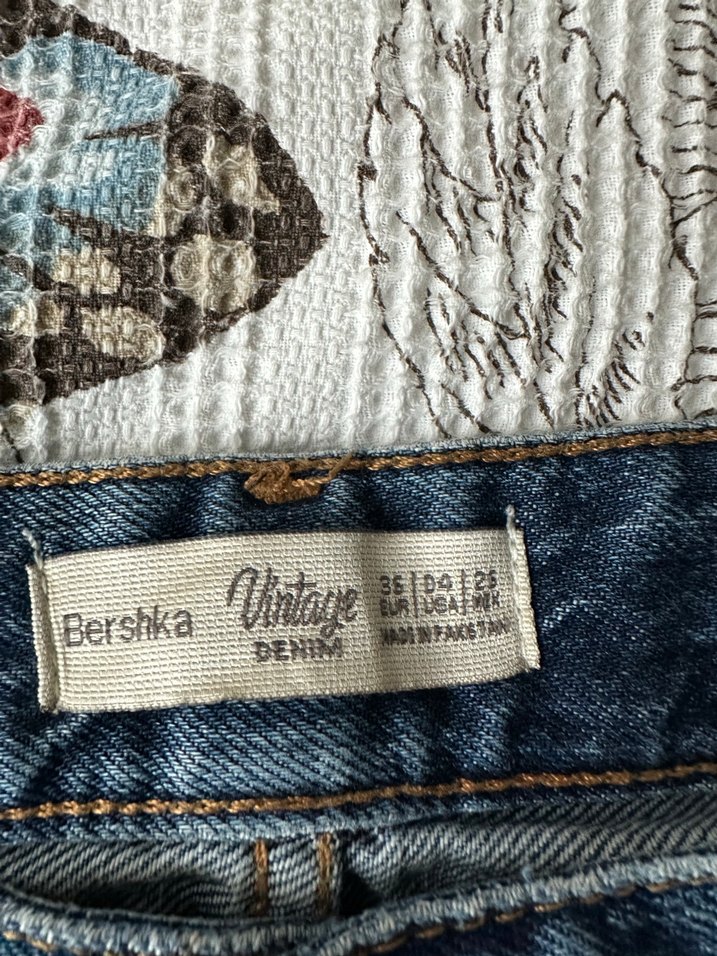 Bershka
Vintage
DENIM
36 | 04 | 26
EUR | USA | MEX
MADE IN PAKISTAN